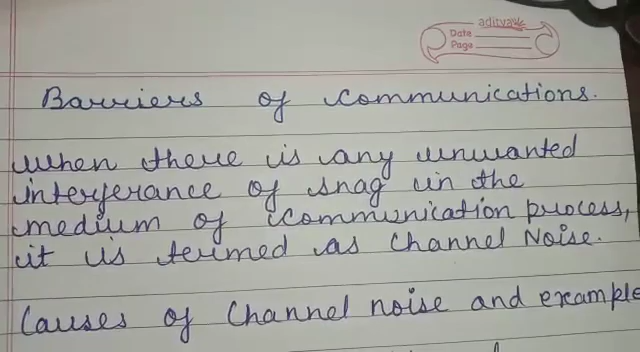 aditya
Date
Page
Barriers of communications.
When there is any unwanted
interferance of snag in the
medium of communication process,
it is termed as Channel Noise.
Causes of Channel noise and example